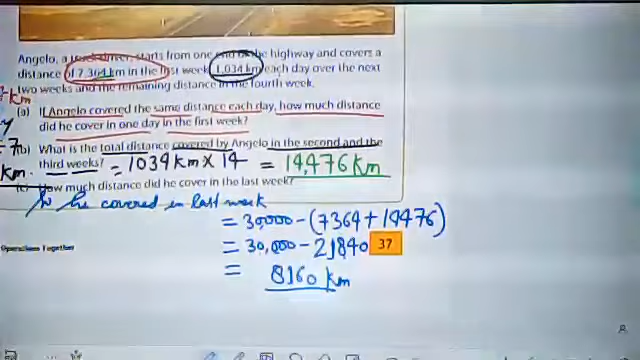 Angelo, a truck driver, starts from one end of the highway and covers a
distance of 7,364 km in the first week, 1,034 km each day over the next
two weeks and the remaining distance in the fourth week.
km
(a) If Angelo covered the same distance each day, how much distance
did he cover in one day in the first week?
= 7
(b) What is the total distance covered by Angelo in the second and the
third weeks? = 1034 km × 14 = 14,476 km
km.
(c) How much distance did he cover in the last week?
he covered in last week
= 30,000 - (7364 + 14476)
Operations Together
= 30,000 - 21840 37
= 8160 km